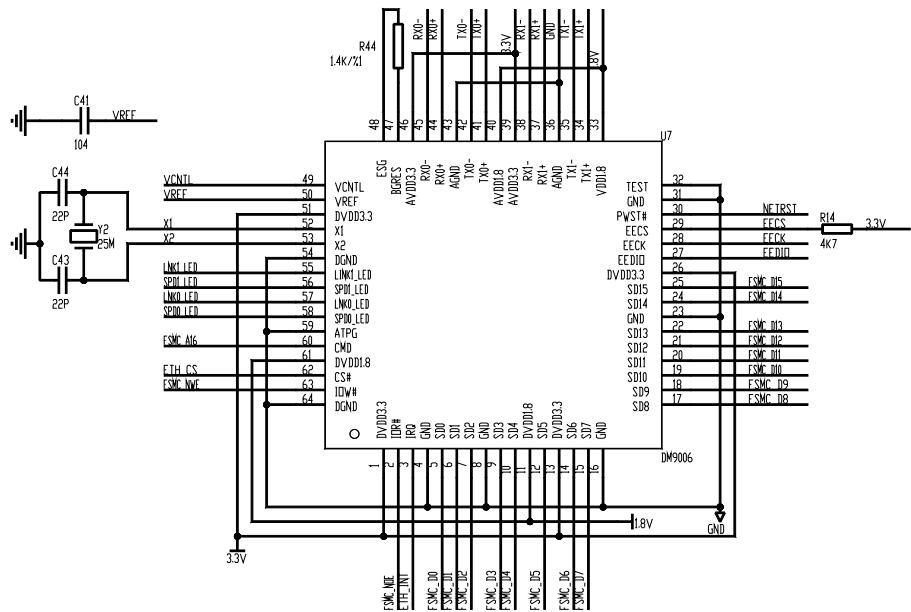 R44
1.4K/%1
RX0-
RX0+
TX0-
TX0+
3.3V
RX1-
RX1+
GND
TX1-
TX1+
1.8V
C41
VREF
104
48 47 46 45 44 43 42 41 40 39 38 37 36 35 34 33
U7
ESG BGRES AVDD3.3 RX0- RX0+ AGND TX0- TX0+ AVDD1.8 AVDD3.3 RX1- RX1+ AGND TX1- TX1+ VDD1.8
C44
22P
Y2
25M
C43
22P
VCNTL 49 VCNTL
VREF 50 VREF
51 DVDD3.3
X1 52 X1
X2 53 X2
54 DGND
LNK1_LED 55 LINK1_LED
SPD1_LED 56 SPD1_LED
LNK0_LED 57 LNK0_LED
SPD0_LED 58 SPD0_LED
59 ATPG
FSMC_A16 60 CMD
61 DVDD1.8
ETH_CS 62 CS#
FSMC_NWE 63 IOW#
64 DGND
TEST 32
GND 31
PWST# 30 NETRST
EECS 29 EECS
R14
4K7
3.3V
EECK 28 EECK
EEDIO 27 EEDIO
DVDD3.3 26
SD15 25 FSMC_D15
SD14 24 FSMC_D14
GND 23
SD13 22 FSMC_D13
SD12 21 FSMC_D12
SD11 20 FSMC_D11
SD10 19 FSMC_D10
SD9 18 FSMC_D9
SD8 17 FSMC_D8
DVDD3.3 IOR# IRQ GND SD0 SD1 SD2 GND SD3 SD4 DVDD1.8 SD5 DVDD3.3 SD6 SD7 GND
DM9006
1 2 3 4 5 6 7 8 9 10 11 12 13 14 15 16
1.8V
GND
3.3V
FSMC_NOE
ETH_INT
FSMC_D0
FSMC_D1
FSMC_D2
FSMC_D3
FSMC_D4
FSMC_D5
FSMC_D6
FSMC_D7